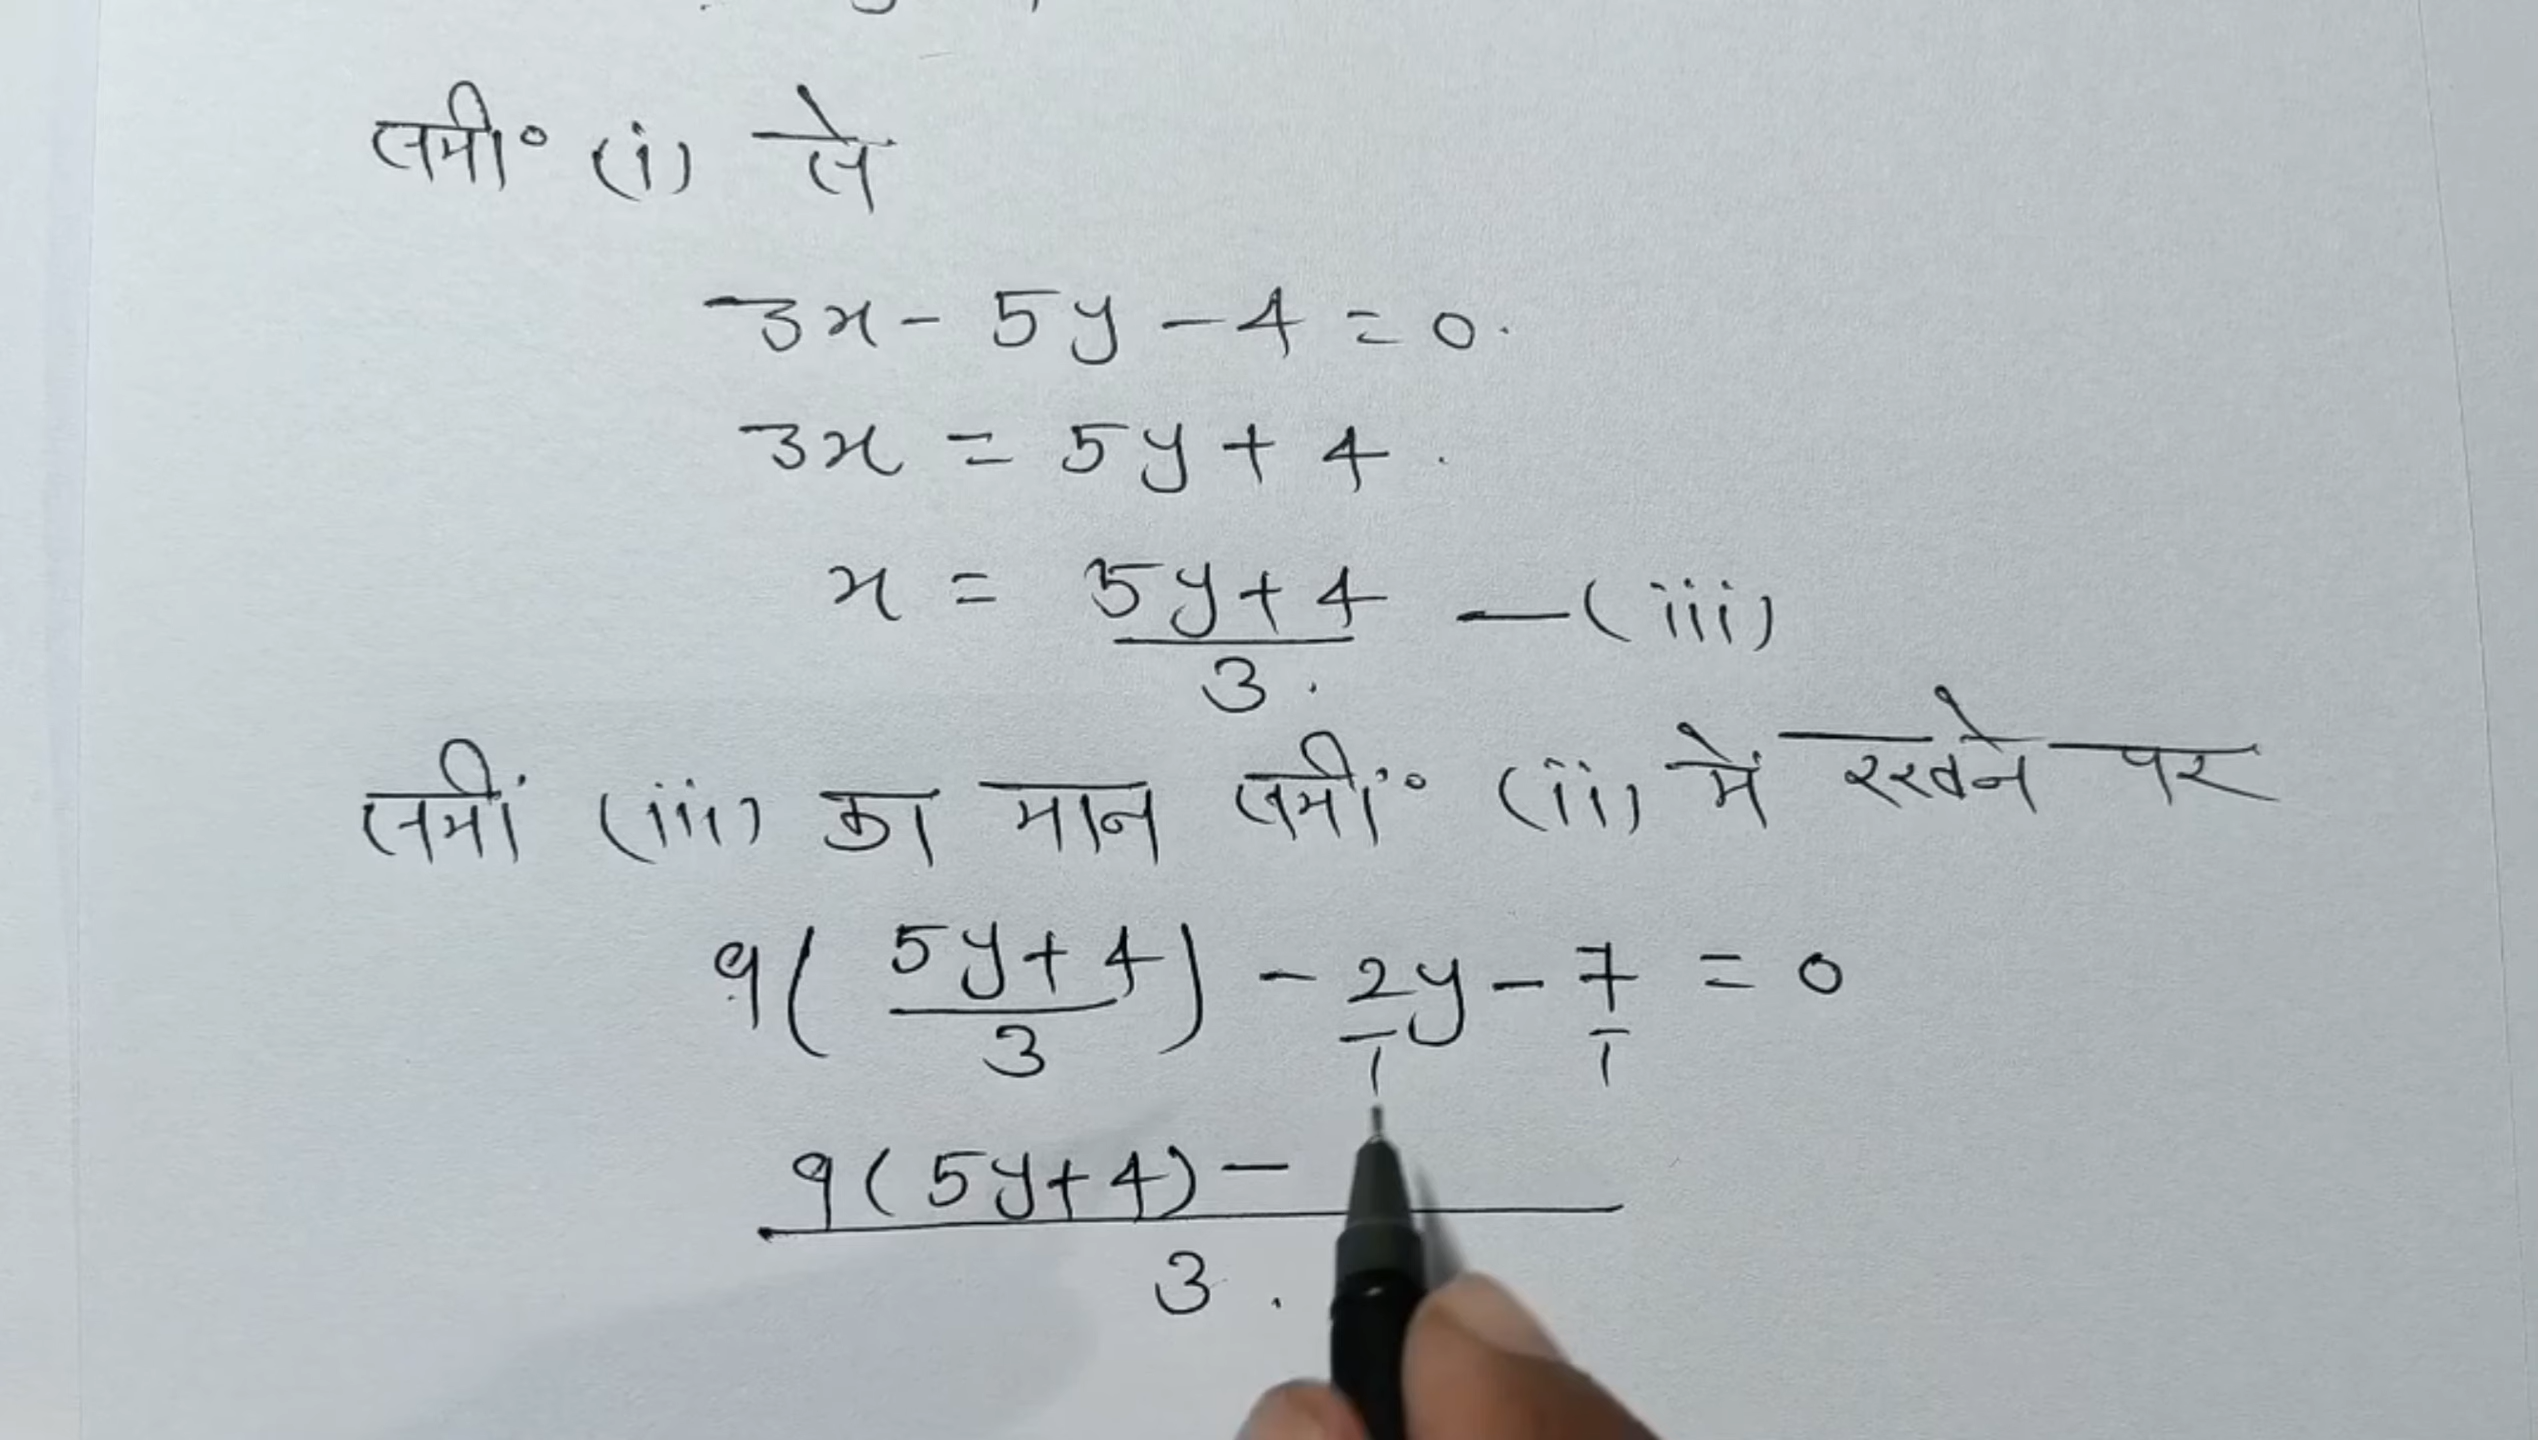 समी॰ (i) से
3x - 5y - 4 = 0.
3x = 5y + 4.
x = 5y + 4 — (iii)
3.
समीं (iii) का मान समीं॰ (ii) में रखने पर
9( 5y + 4 ) - 2y - 7 = 0
3 1 1
9(5y+4) -
3.